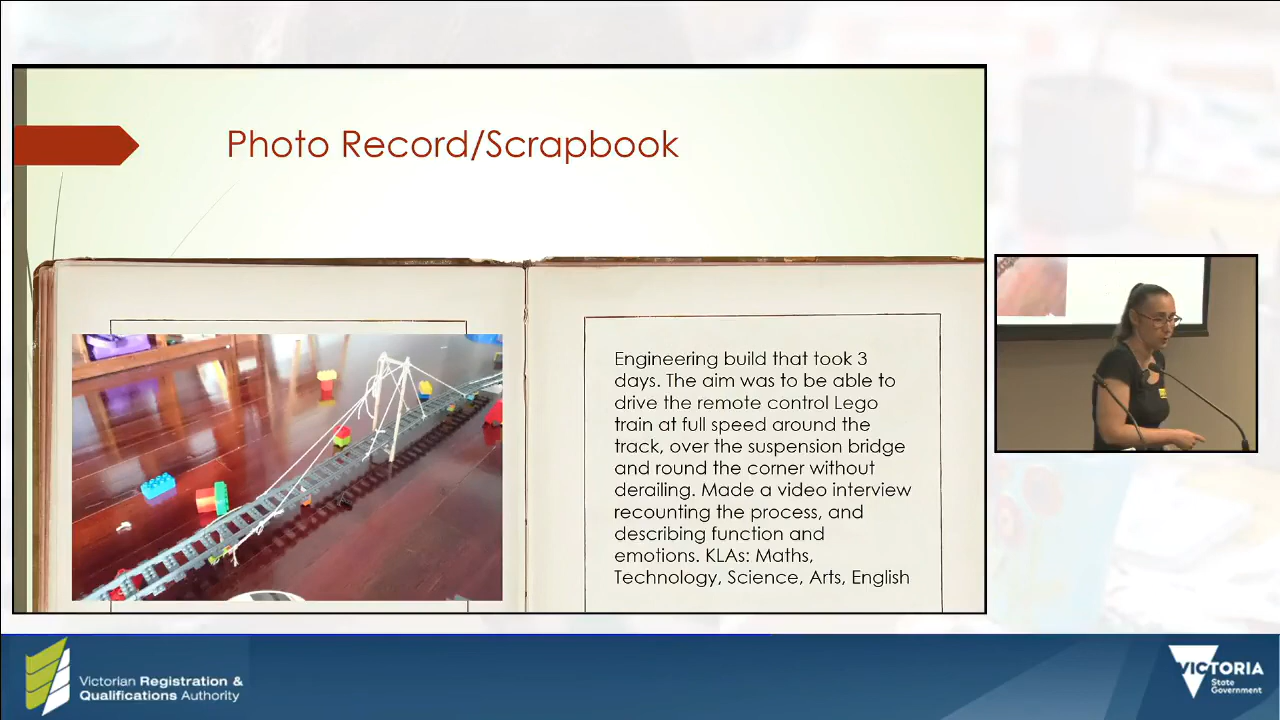 Photo Record/Scrapbook
Engineering build that took 3
days. The aim was to be able to
drive the remote control Lego
train at full speed around the
track, over the suspension bridge
and round the corner without
derailing. Made a video interview
recounting the process, and
describing function and
emotions. KLAs: Maths,
Technology, Science, Arts, English
Victorian Registration &
Qualifications Authority
VICTORIA
State
Government